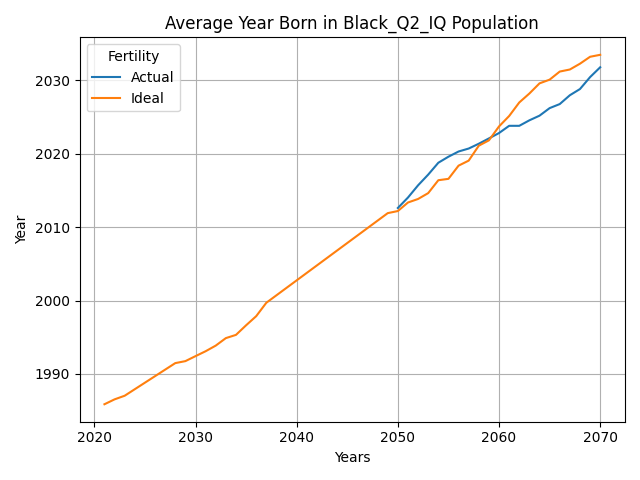 Average Year Born in Black_Q2_IQ Population
Fertility
Actual
Ideal
Year
2030
2020
2010
2000
1990
2020 2030 2040 2050 2060 2070
Years